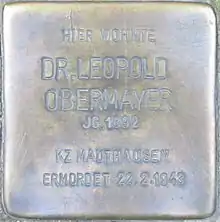 HIER WOHNTE
DR. LEOPOLD
OBERMAYER
JG. 1892
KZ MAUTHAUSEN
ERMORDET 22.2.1943